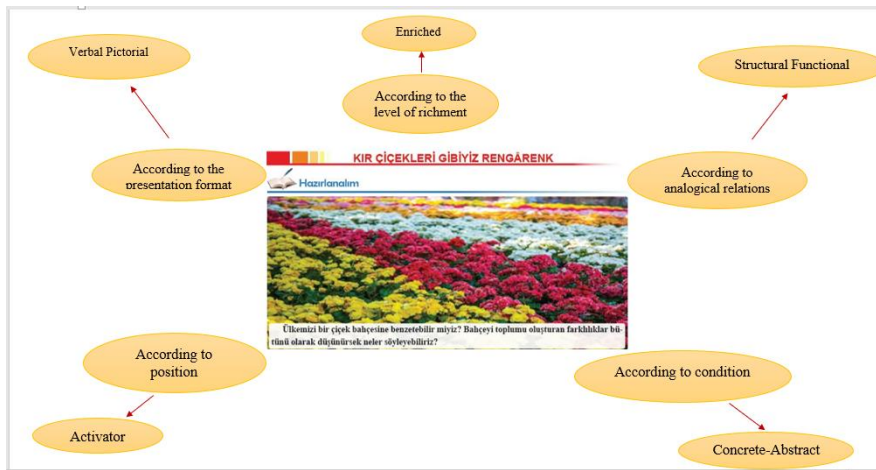 Enriched
Verbal Pictorial
Structural Functional
According to the
level of richment
According to the
presentation format
According to
analogical relations
KIR ÇİÇEKLERİ GİBİYİZ RENGÂRENK
Hazırlanalım
Ülkemizi bir çiçek bahçesine benzetebilir miyiz? Bahçeyi toplumu oluşturan farklılıklar bü-
tünü olarak düşünürsek neler söyleyebiliriz?
According to
position
According to condition
Activator
Concrete-Abstract